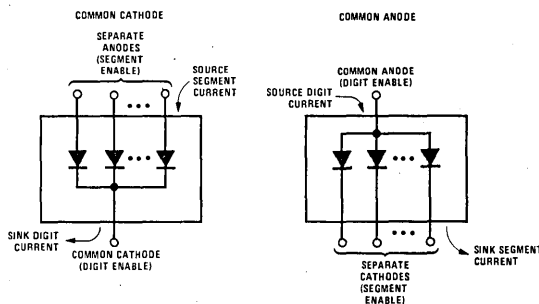 COMMON CATHODE
SEPARATE
ANODES
(SEGMENT
ENABLE)
SOURCE
SEGMENT
CURRENT
SINK DIGIT
CURRENT
COMMON CATHODE
(DIGIT ENABLE)
COMMON ANODE
COMMON ANODE
(DIGIT ENABLE)
SOURCE DIGIT
CURRENT
SINK SEGMENT
CURRENT
SEPARATE
CATHODES
(SEGMENT
ENABLE)